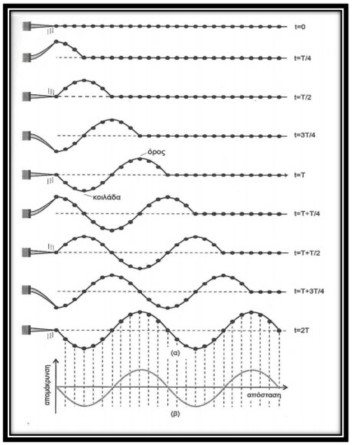 t=0
t=T/4
t=T/2
t=3T/4
όρος
t=T
κοιλάδα
t=T+T/4
t=T+T/2
t=T+3T/4
t=2T
(α)
απομάκρυνση
απόσταση
(β)